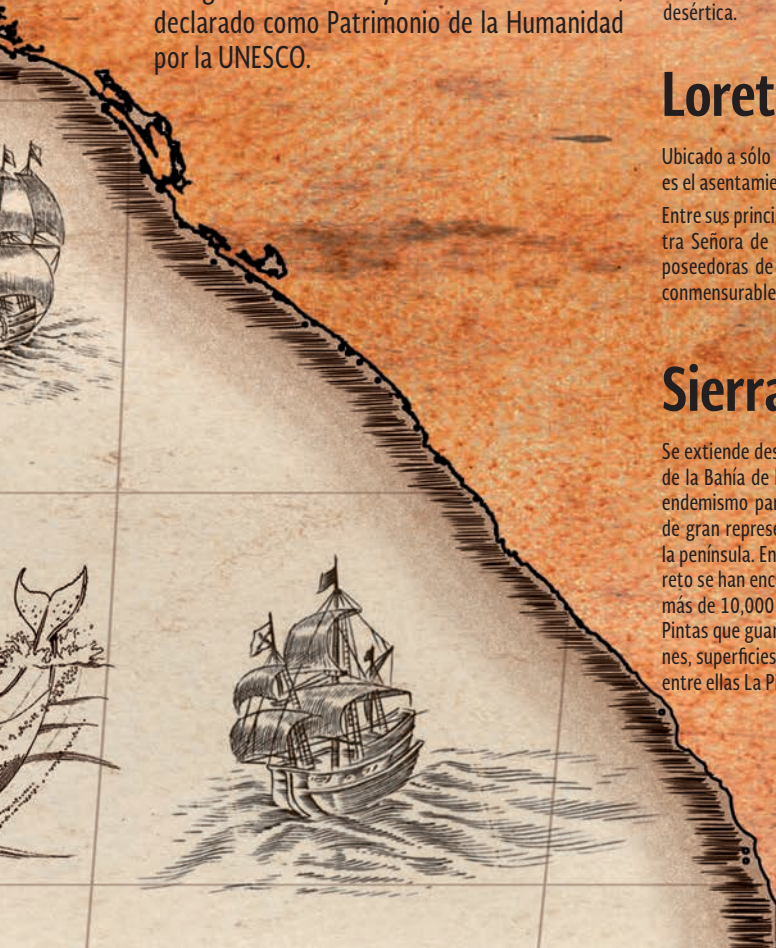 declarado como Patrimonio de la Humanidad
por la UNESCO.
desértica.
Loret
Ubicado a sólo
es el asentamie
Entre sus princi
tra Señora de
poseedoras de
conmensurable
Sierra
Se extiende des
de la Bahía de
endemismo par
de gran represe
la península. En
reto se han enc
más de 10,000
Pintas que guar
nes, superficies
entre ellas La P